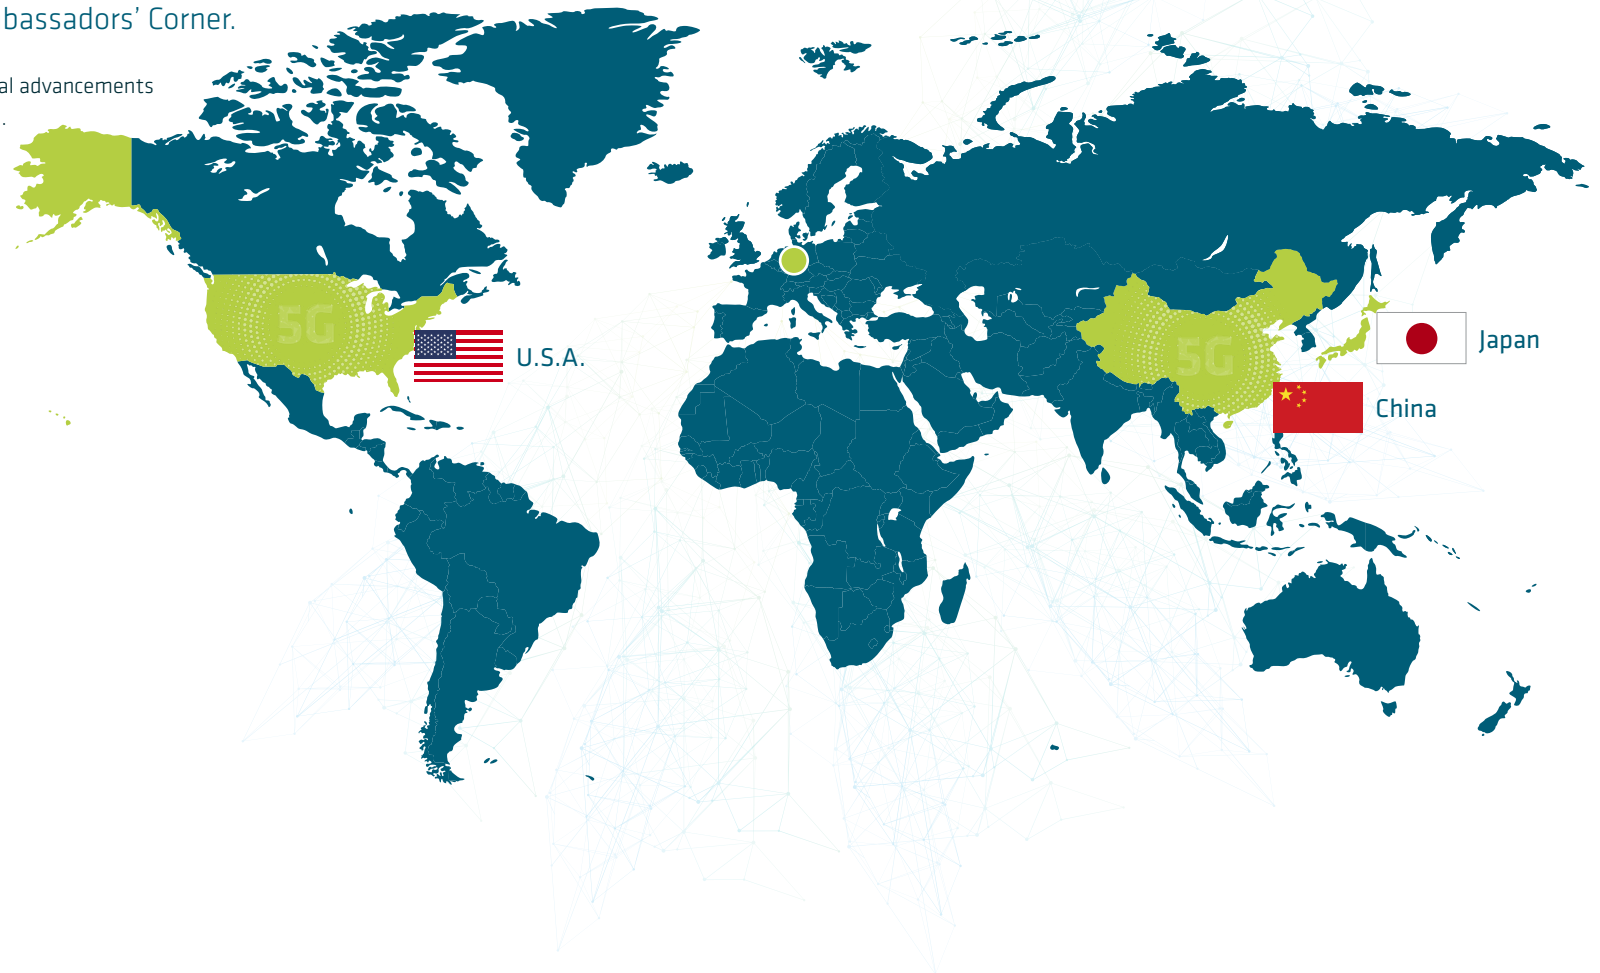 bassadors’ Corner.
al advancements
.
5G
U.S.A.
5G
Japan
China